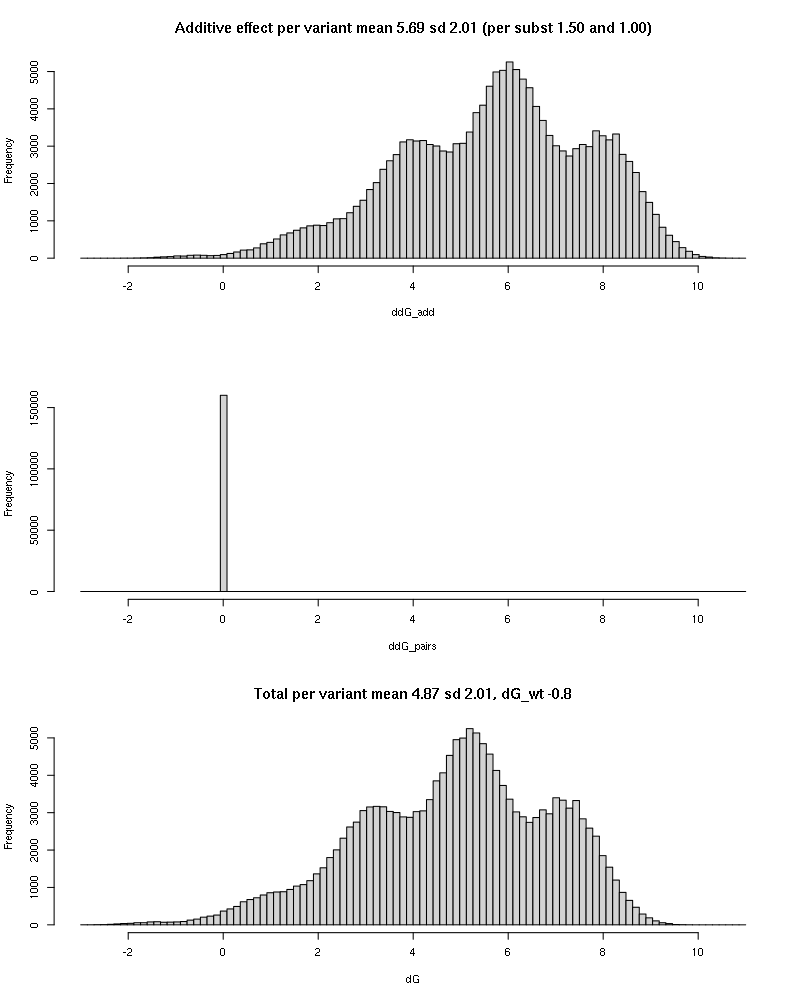 Additive effect per variant mean 5.69 sd 2.01 (per subst 1.50 and 1.00)
Frequency
5000
4000
3000
2000
1000
0
-2 0 2 4 6 8 10
ddG_add
Frequency
150000
100000
50000
0
-2 0 2 4 6 8 10
ddG_pairs
Total per variant mean 4.87 sd 2.01, dG_wt -0.8
Frequency
5000
4000
3000
2000
1000
0
-2 0 2 4 6 8 10
dG